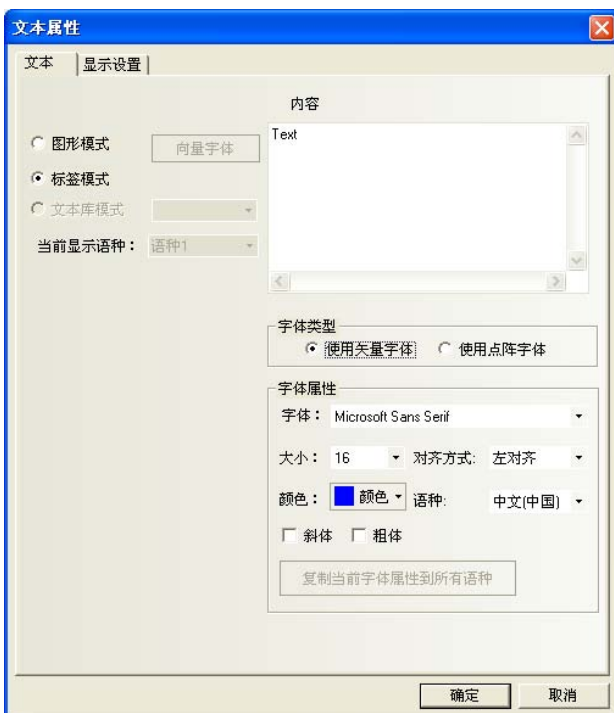 文本属性
文本 显示设置
内容
图形模式 向量字体
Text
标签模式
文本库模式
当前显示语种： 语种1
字体类型
使用矢量字体 使用点阵字体
字体属性
字体： Microsoft Sans Serif
大小： 16 对齐方式: 左对齐
颜色： 颜色 语种: 中文(中国)
斜体 粗体
复制当前字体属性到所有语种
确定 取消